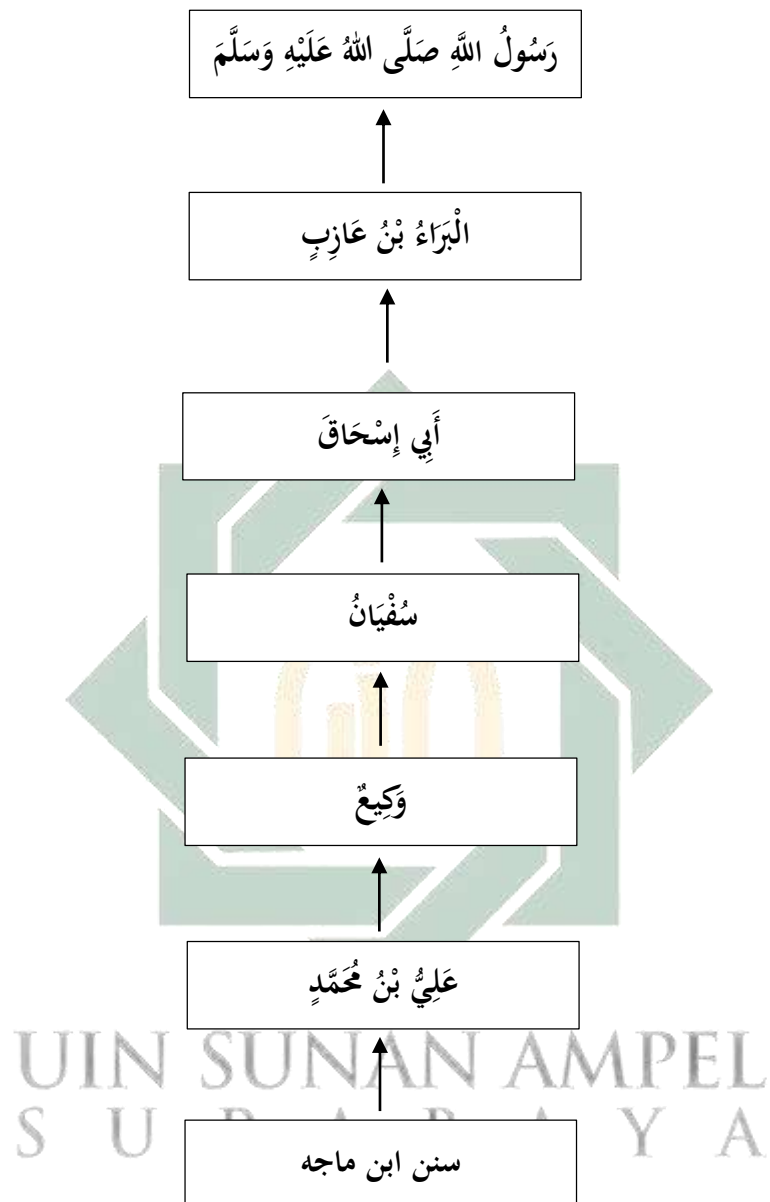 رَسُولُ اللَّهِ صَلَّى اللهُ عَلَيْهِ وَسَلَّمَ
الْبَرَاءُ بْنُ عَازِبٍ
أَبِي إِسْحَاقَ
سُفْيَانُ
وَكِيعٌ
عَلِيُّ بْنُ مُحَمَّدٍ
UIN SUNAN AMPEL
S U R A B A Y A
سنن ابن ماجه